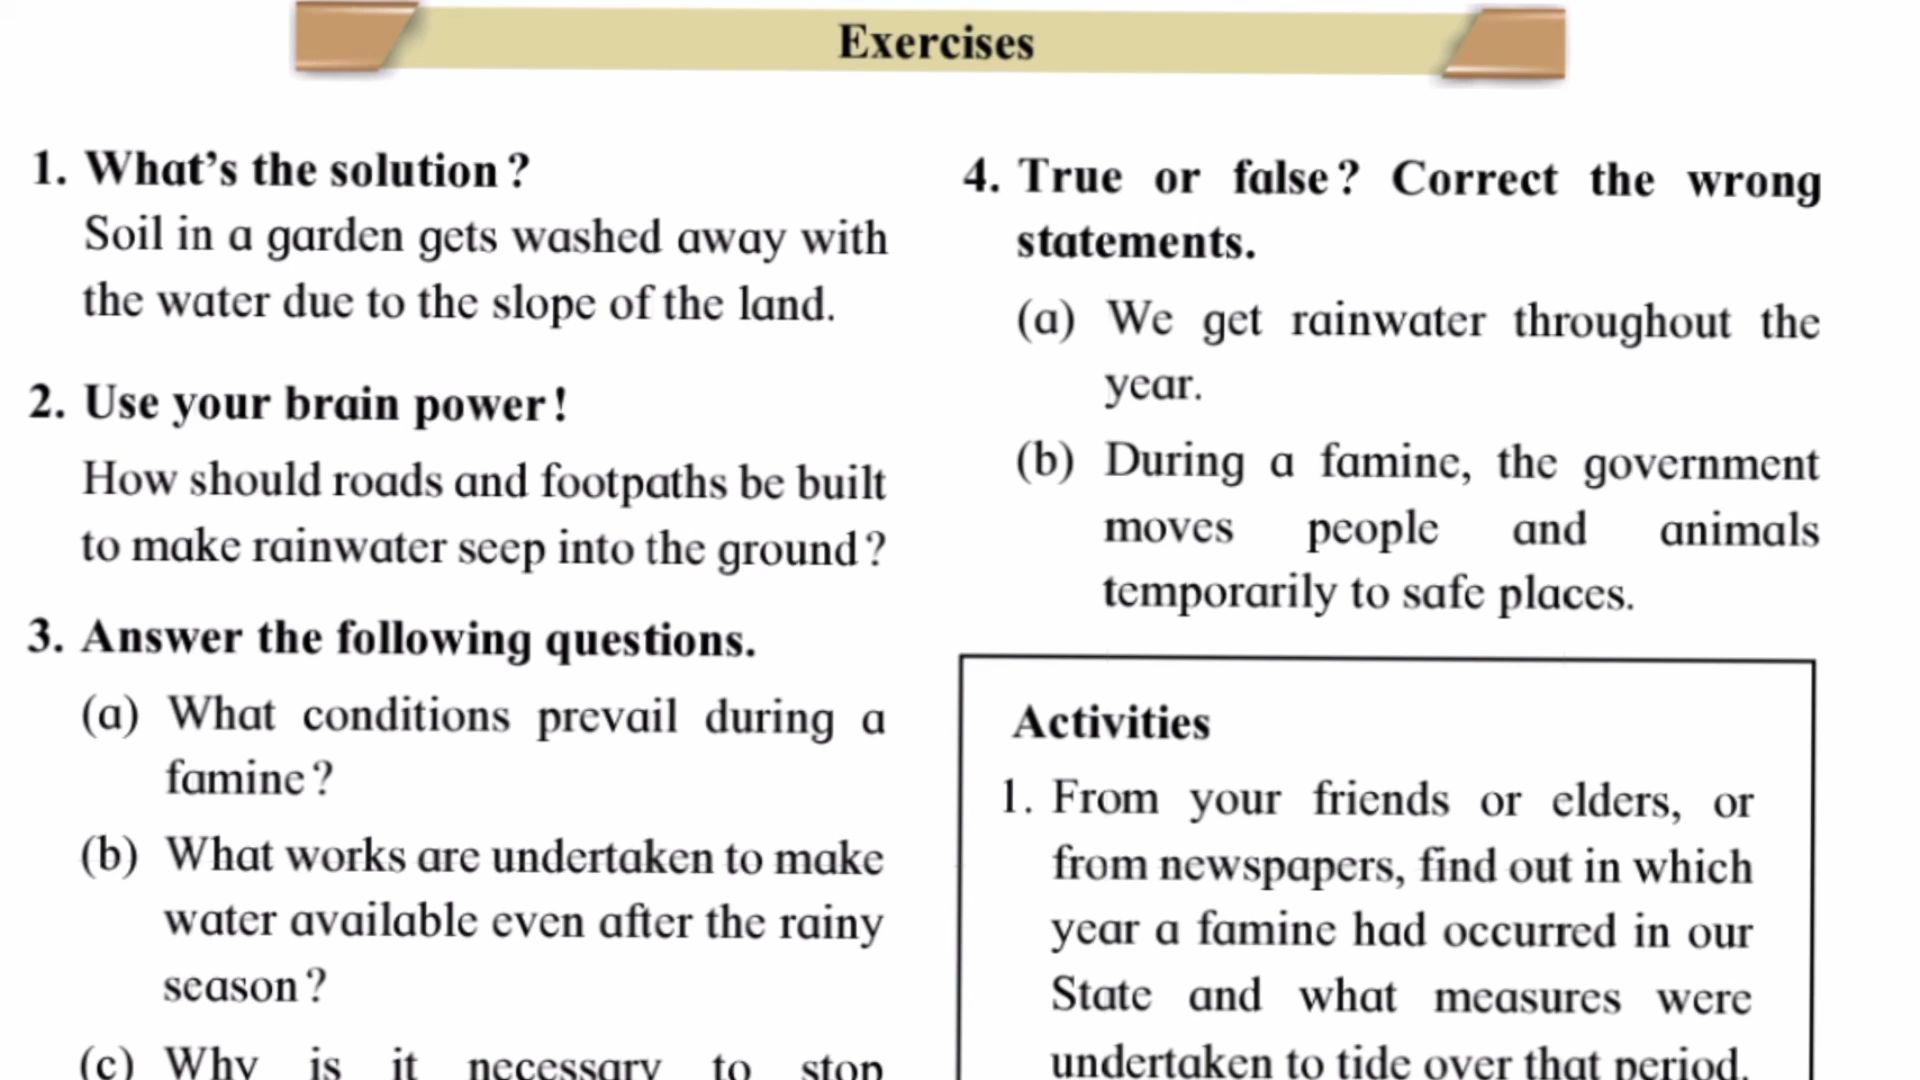 Exercises
1. What's the solution?
Soil in a garden gets washed away with
the water due to the slope of the land.
2. Use your brain power!
How should roads and footpaths be built
to make rainwater seep into the ground?
3. Answer the following questions.
(a) What conditions prevail during a
famine?
(b) What works are undertaken to make
water available even after the rainy
season?
(c) Why is it necessary to stop
4. True or false? Correct the wrong
statements.
(a) We get rainwater throughout the
year.
(b) During a famine, the government
moves people and animals
temporarily to safe places.
Activities
1. From your friends or elders, or
from newspapers, find out in which
year a famine had occurred in our
State and what measures were
undertaken to tide over that period.